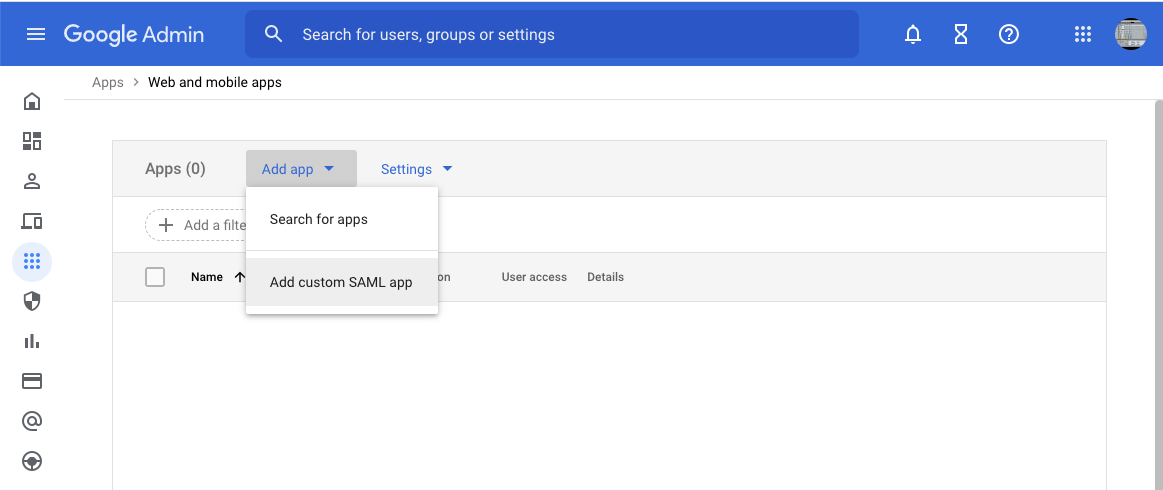 Google Admin
Search for users, groups or settings
Apps > Web and mobile apps
Apps (0)
Add app
Settings
Search for apps
Add a filte
Name
on
User access
Details
Add custom SAML app